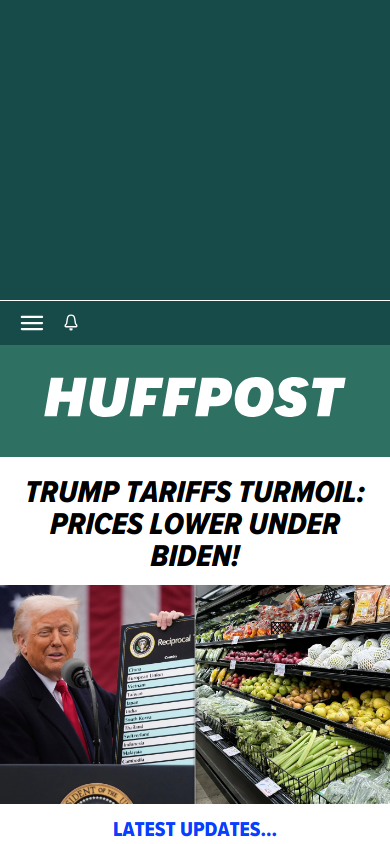 HUFFPOST
TRUMP TARIFFS TURMOIL:
PRICES LOWER UNDER
BIDEN!
Reciprocal
Country
China
European Union
Vietnam
Taiwan
Japan
India
South Korea
Thailand
Switzerland
Indonesia
Malaysia
Cambodia
LATEST UPDATES...